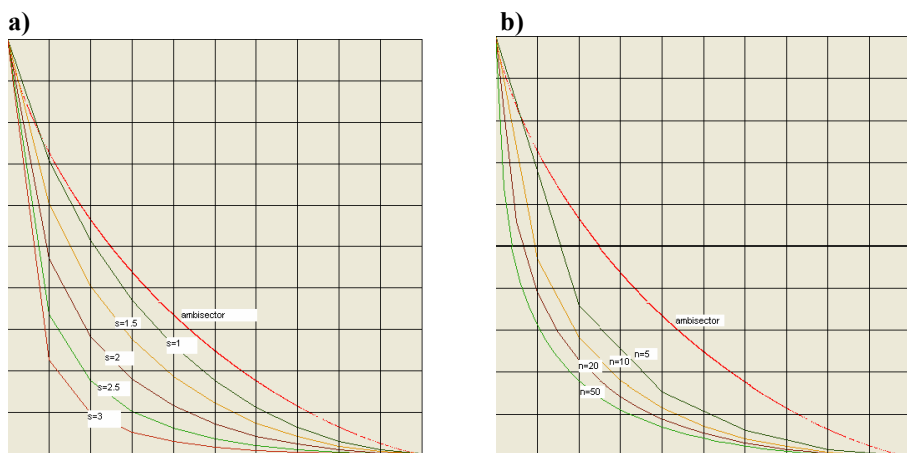 a)
ambisector
s=1.5
s=1
s=2
s=2.5
s=3
b)
ambisector
n=5
n=10
n=20
n=50